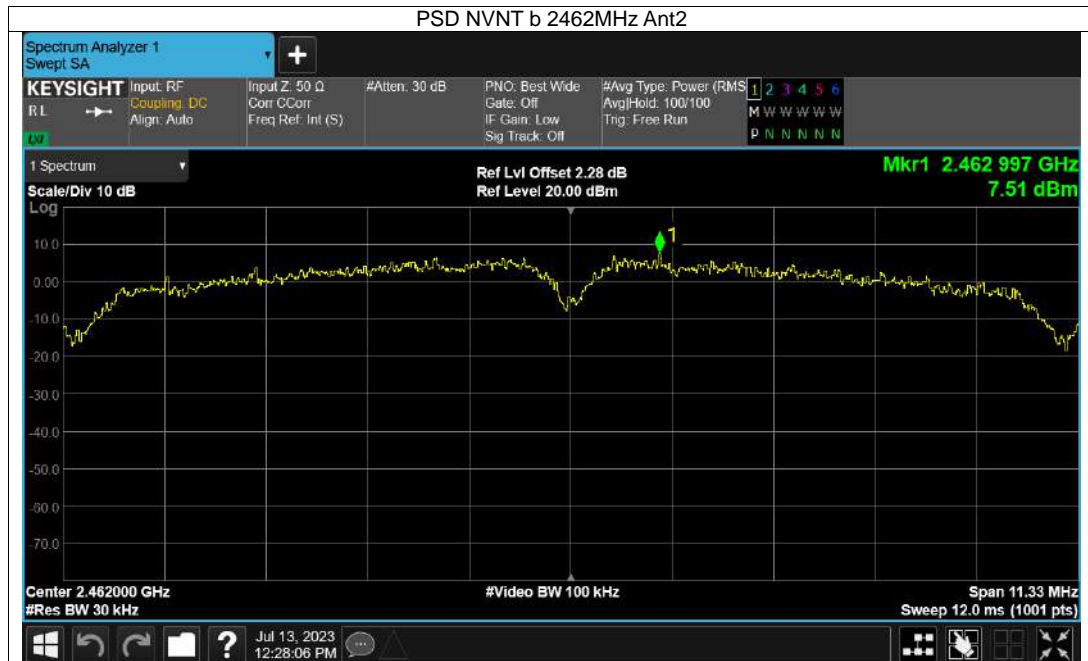 PSD NVNT b 2462MHz Ant2
Spectrum Analyzer 1
Swept SA
+
KEYSIGHT
R L
LXI
Input: RF
Coupling: DC
Align: Auto
Input Z: 50 Ω
Corr CCorr
Freq Ref: Int (S)
#Atten: 30 dB
PNO: Best Wide
Gate: Off
IF Gain: Low
Sig Track: Off
#Avg Type: Power (RMS
Avg|Hold: 100/100
Trig: Free Run
1 2 3 4 5 6
M W W W W W
P N N N N N
1 Spectrum
Scale/Div 10 dB
Ref Lvl Offset 2.28 dB
Ref Level 20.00 dBm
Mkr1 2.462 997 GHz
7.51 dBm
Log
10.0
0.00
-10.0
-20.0
-30.0
-40.0
-50.0
-60.0
-70.0
1
Center 2.462000 GHz
#Res BW 30 kHz
#Video BW 100 kHz
Span 11.33 MHz
Sweep 12.0 ms (1001 pts)
?
Jul 13, 2023
12:28:06 PM